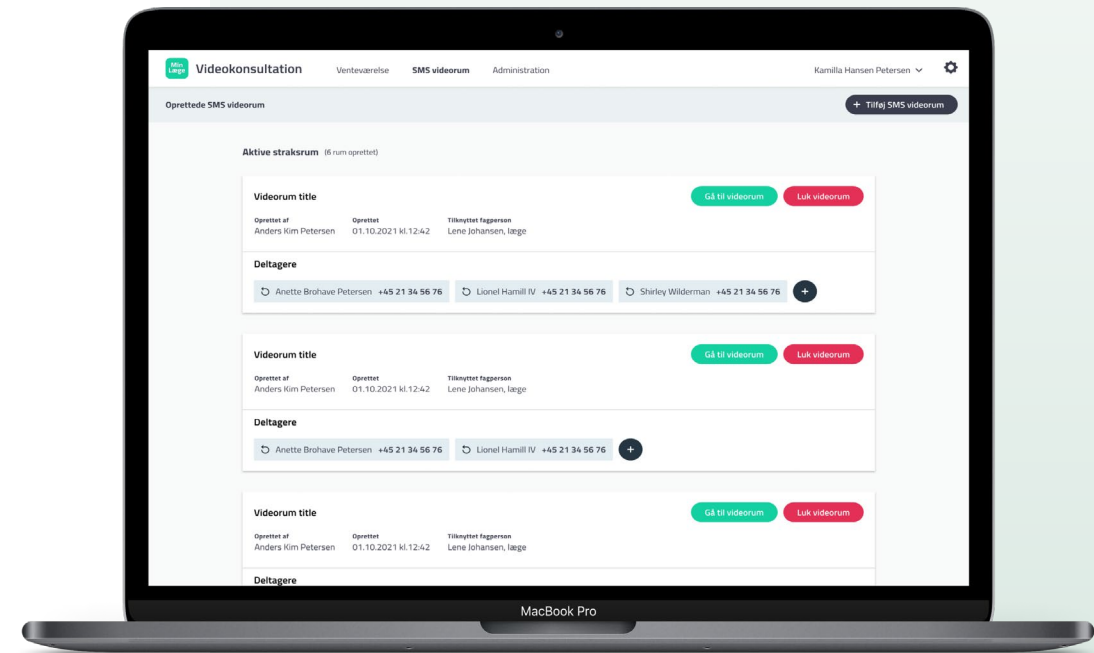 Min
Læge
Videokonsultation
Venteværelse
SMS videorum
Administration
Kamilla Hansen Petersen
Oprettede SMS videorum
+ Tilføj SMS videorum
Aktive straksrum (6 rum oprettet)
Videorum title
Gå til videorum
Luk videorum
Oprettet af
Oprettet
Tilknyttet fagperson
Anders Kim Petersen
01.10.2021 kl.12:42
Lene Johansen, læge
Deltagere
Anette Brohave Petersen +45 21 34 56 76
Lionel Hamill IV +45 21 34 56 76
Shirley Wilderman +45 21 34 56 76
+
Videorum title
Gå til videorum
Luk videorum
Oprettet af
Oprettet
Tilknyttet fagperson
Anders Kim Petersen
01.10.2021 kl.12:42
Lene Johansen, læge
Deltagere
Anette Brohave Petersen +45 21 34 56 76
Lionel Hamill IV +45 21 34 56 76
+
Videorum title
Gå til videorum
Luk videorum
Oprettet af
Oprettet
Tilknyttet fagperson
Anders Kim Petersen
01.10.2021 kl.12:42
Lene Johansen, læge
Deltagere
MacBook Pro